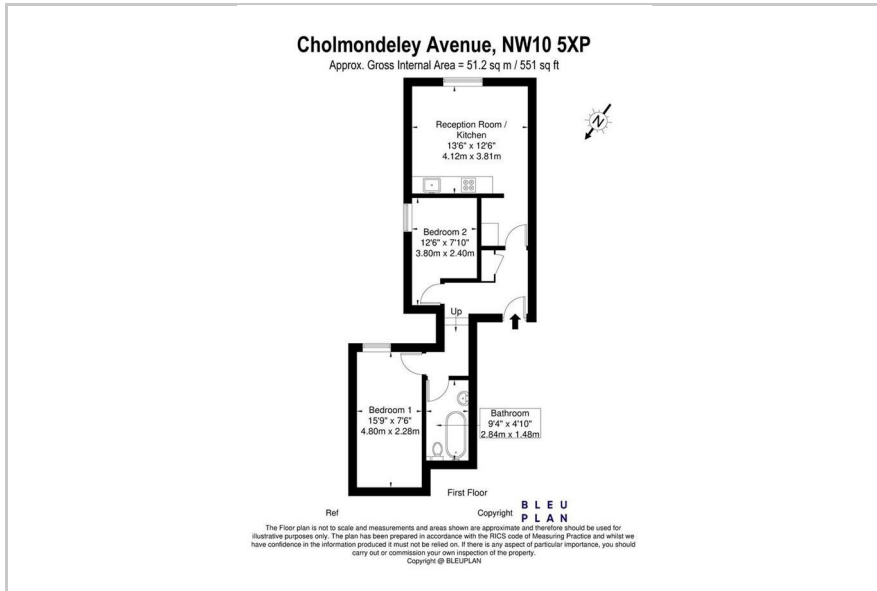 Cholmondeley Avenue, NW10 5XP
Approx. Gross Internal Area = 51.2 sq m / 551 sq ft
N
Reception Room /
Kitchen
13'6" x 12'6"
4.12m x 3.81m
Bedroom 2
12'6" x 7'10"
3.80m x 2.40m
Up
Bedroom 1
15'9" x 7'6"
4.80m x 2.28m
Bathroom
9'4" x 4'10"
2.84m x 1.48m
First Floor
Ref
Copyright
BLEU
PLAN
The Floor plan is not to scale and measurements and areas shown are approximate and therefore should be used for
illustrative purposes only. The plan has been prepared in accordance with the RICS code of Measuring Practice and whilst we
have confidence in the information produced it must not be relied on. If there is any aspect of particular importance, you should
carry out or commission your own inspection of the property.
Copyright @ BLEUPLAN